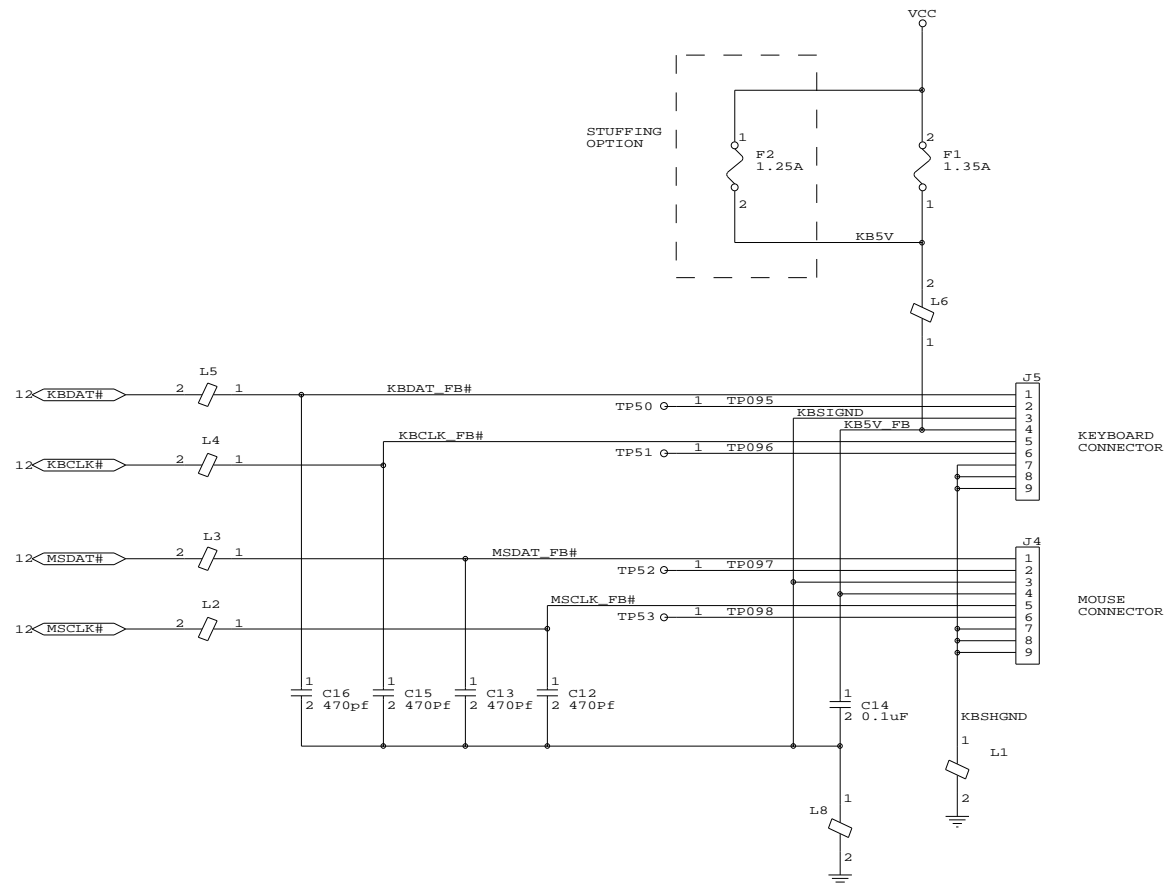 VCC
STUFFING
OPTION
1
F2
1.25A
2
2
F1
1.35A
1
KB5V
2
L6
1
J5
L5
12 KBDAT# 2 1 KBDAT_FB# 1
TP50 1 TP095 2
KBSIGND 3
KB5V_FB 4
L4
KBCLK_FB# 5
12 KBCLK# 2 1
TP51 1 TP096 6
7
8
9
KEYBOARD
CONNECTOR
J4
L3
12 MSDAT# 2 1 MSDAT_FB# 1
TP52 1 TP097 2
3
4
L2
MSCLK_FB# 5
TP53 1 TP098 6
12 MSCLK# 2 1
7
8
9
MOUSE
CONNECTOR
1 C16
2 470pf
1 C15
2 470Pf
1 C13
2 470Pf
1 C12
2 470Pf
1 C14
2 0.1uF
KBSHGND
1
L1
2
1
L8
2